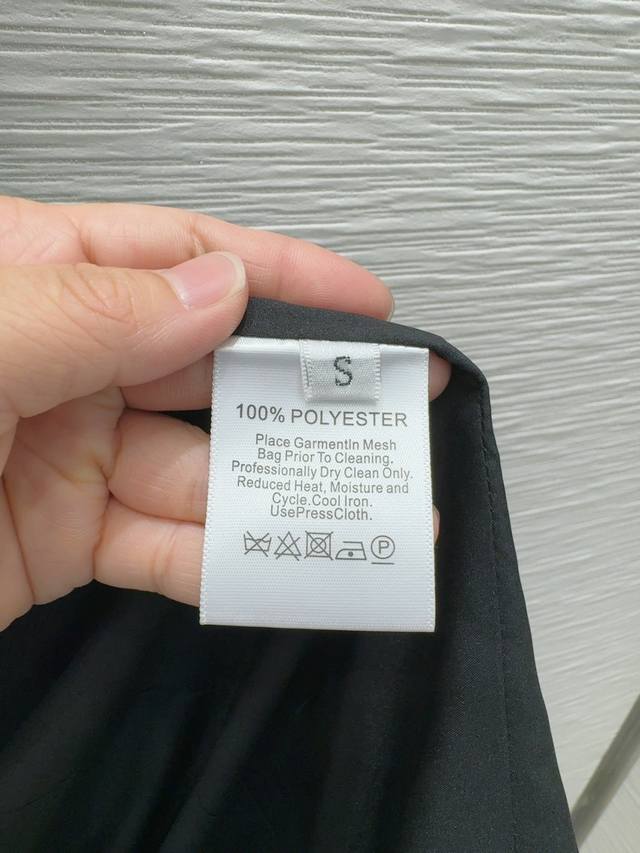 S
100% POLYESTER
Place GarmentIn Mesh
Bag Prior To Cleaning.
Professionally Dry Clean Only.
Reduced Heat, Moisture and
Cycle.Cool Iron.
UsePressCloth.
P